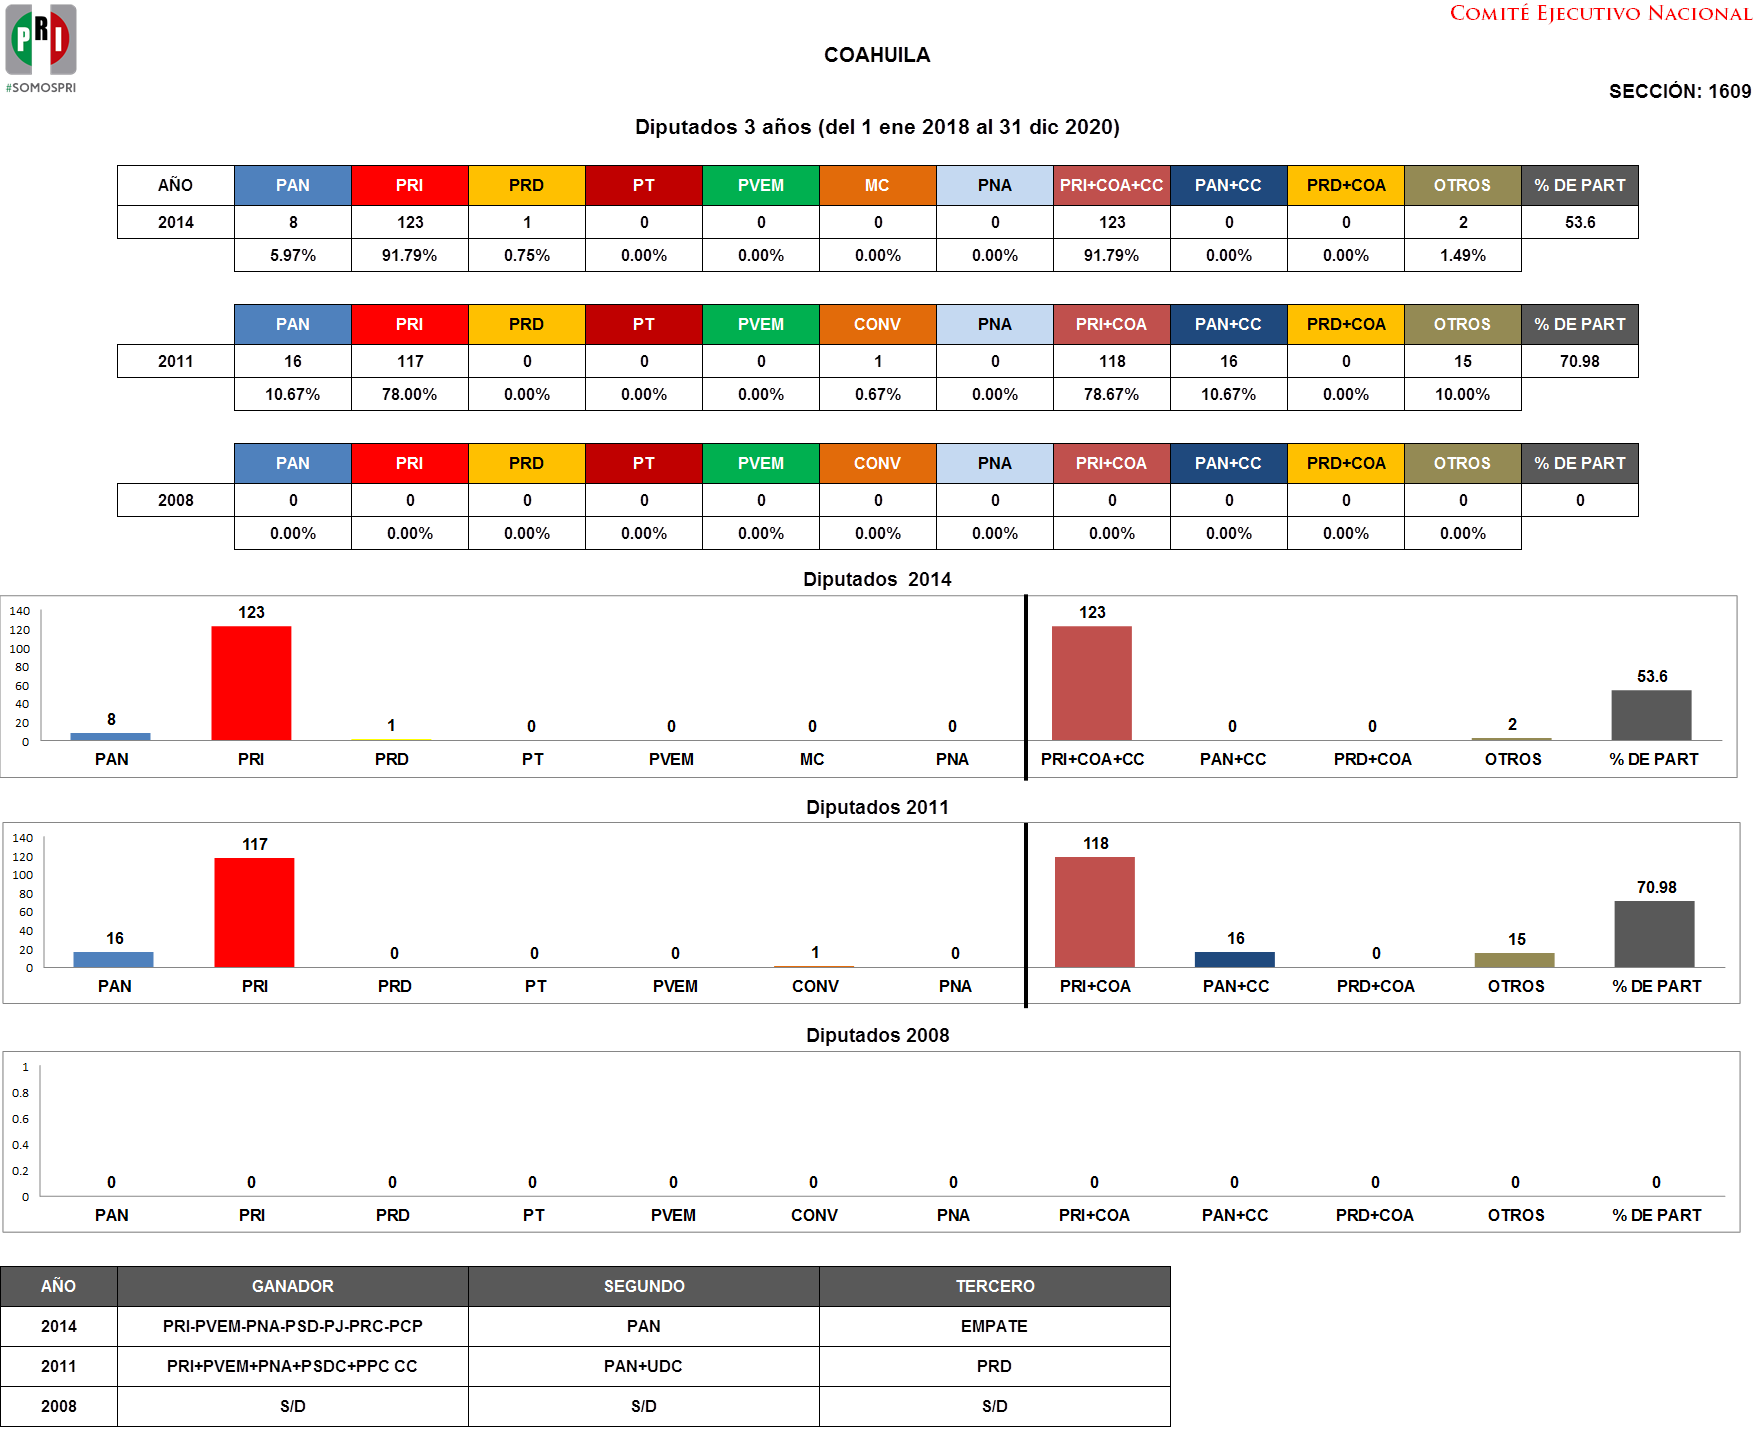 PRI
#SOMOSPRI
COMITÉ EJECUTIVO NACIONAL
COAHUILA
SECCIÓN: 1609
Diputados 3 años (del 1 ene 2018 al 31 dic 2020)
AÑO PAN PRI PRD PT PVEM MC PNA PRI+COA+CC PAN+CC PRD+COA OTROS % DE PART
2014 8 123 1 0 0 0 0 123 0 0 2 53.6
5.97% 91.79% 0.75% 0.00% 0.00% 0.00% 0.00% 91.79% 0.00% 0.00% 1.49%
PAN PRI PRD PT PVEM CONV PNA PRI+COA PAN+CC PRD+COA OTROS % DE PART
2011 16 117 0 0 0 1 0 118 16 0 15 70.98
10.67% 78.00% 0.00% 0.00% 0.00% 0.67% 0.00% 78.67% 10.67% 0.00% 10.00%
PAN PRI PRD PT PVEM CONV PNA PRI+COA PAN+CC PRD+COA OTROS % DE PART
2008 0 0 0 0 0 0 0 0 0 0 0 0
0.00% 0.00% 0.00% 0.00% 0.00% 0.00% 0.00% 0.00% 0.00% 0.00% 0.00%
Diputados 2014
140
120
100
80
60
40
20
0
8 123 1 0 0 0 0 123 0 0 2 53.6
PAN PRI PRD PT PVEM MC PNA PRI+COA+CC PAN+CC PRD+COA OTROS % DE PART
Diputados 2011
140
120
100
80
60
40
20
0
16 117 0 0 0 1 0 118 16 0 15 70.98
PAN PRI PRD PT PVEM CONV PNA PRI+COA PAN+CC PRD+COA OTROS % DE PART
Diputados 2008
1
0.8
0.6
0.4
0.2
0
0 0 0 0 0 0 0 0 0 0 0 0
PAN PRI PRD PT PVEM CONV PNA PRI+COA PAN+CC PRD+COA OTROS % DE PART
AÑO GANADOR SEGUNDO TERCERO
2014 PRI-PVEM-PNA-PSD-PJ-PRC-PCP PAN EMPATE
2011 PRI+PVEM+PNA+PSDC+PPC CC PAN+UDC PRD
2008 S/D S/D S/D